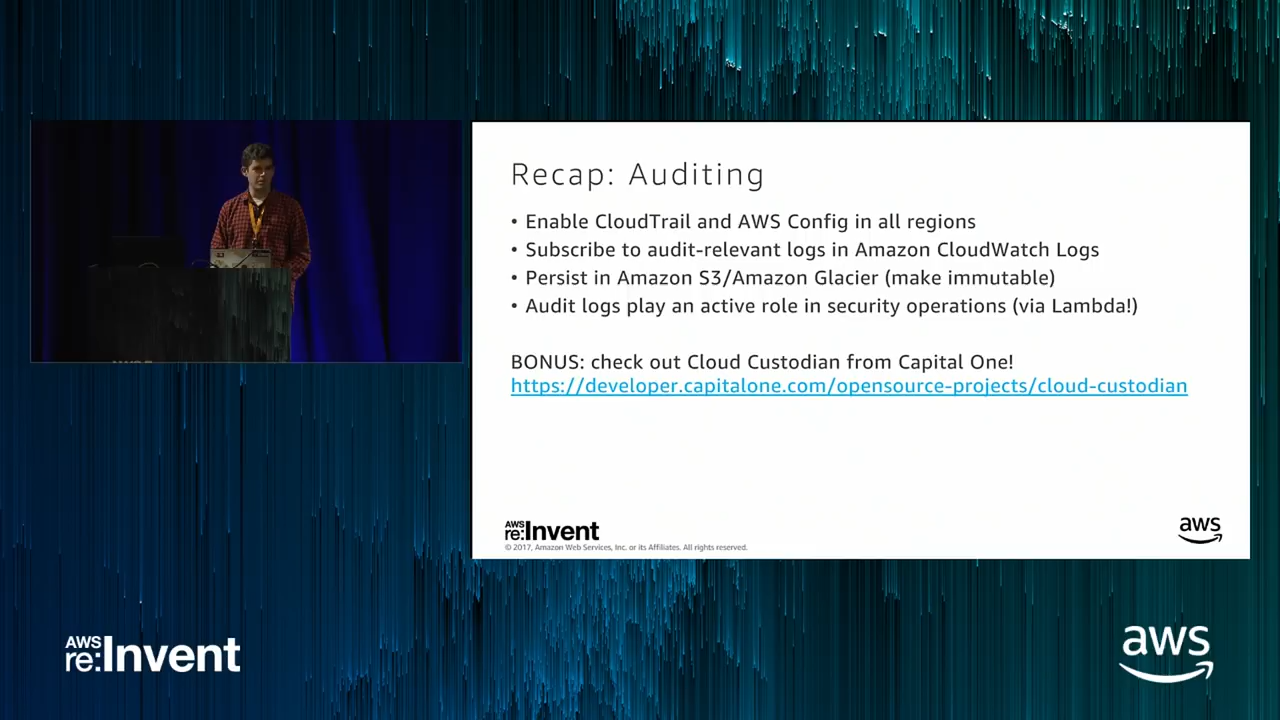 Recap: Auditing
• Enable CloudTrail and AWS Config in all regions
• Subscribe to audit-relevant logs in Amazon CloudWatch Logs
• Persist in Amazon S3/Amazon Glacier (make immutable)
• Audit logs play an active role in security operations (via Lambda!)
BONUS: check out Cloud Custodian from Capital One!
https://developer.capitalone.com/opensource-projects/cloud-custodian
AWS
re:Invent
© 2017, Amazon Web Services, Inc. or its Affiliates. All rights reserved.
aws
AWS
re:Invent
aws